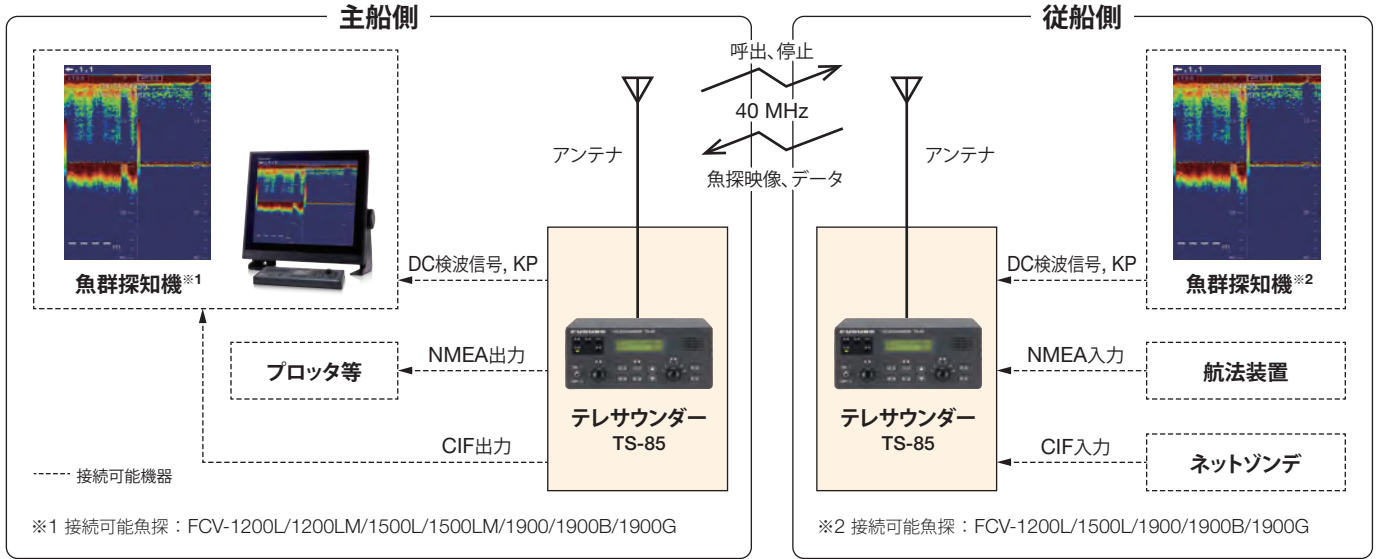 主船側
魚群探知機※1
DC検波信号, KP
プロッタ等
NMEA出力
CIF出力
アンテナ
テレサウンダー
TS-85
接続可能機器
※1 接続可能魚探：FCV-1200L/1200LM/1500L/1500LM/1900/1900B/1900G
呼出、停止
40 MHz
魚探映像、データ
従船側
アンテナ
テレサウンダー
TS-85
DC検波信号, KP
魚群探知機※2
NMEA入力
航法装置
CIF入力
ネットゾンデ
※2 接続可能魚探：FCV-1200L/1500L/1900/1900B/1900G